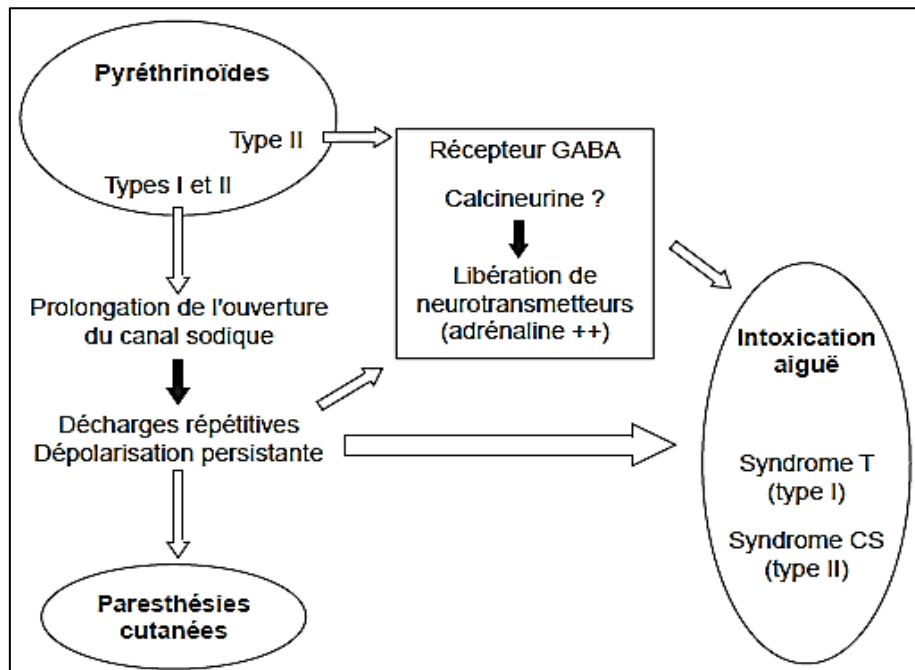 Pyréthrinoïdes
Type II
Types I et II
Récepteur GABA
Calcineurine ?
Libération de
neurotransmetteurs
(adrénaline ++)
Prolongation de l'ouverture
du canal sodique
Décharges répétitives
Dépolarisation persistante
Paresthésies
cutanées
Intoxication
aiguë
Syndrome T
(type I)
Syndrome CS
(type II)